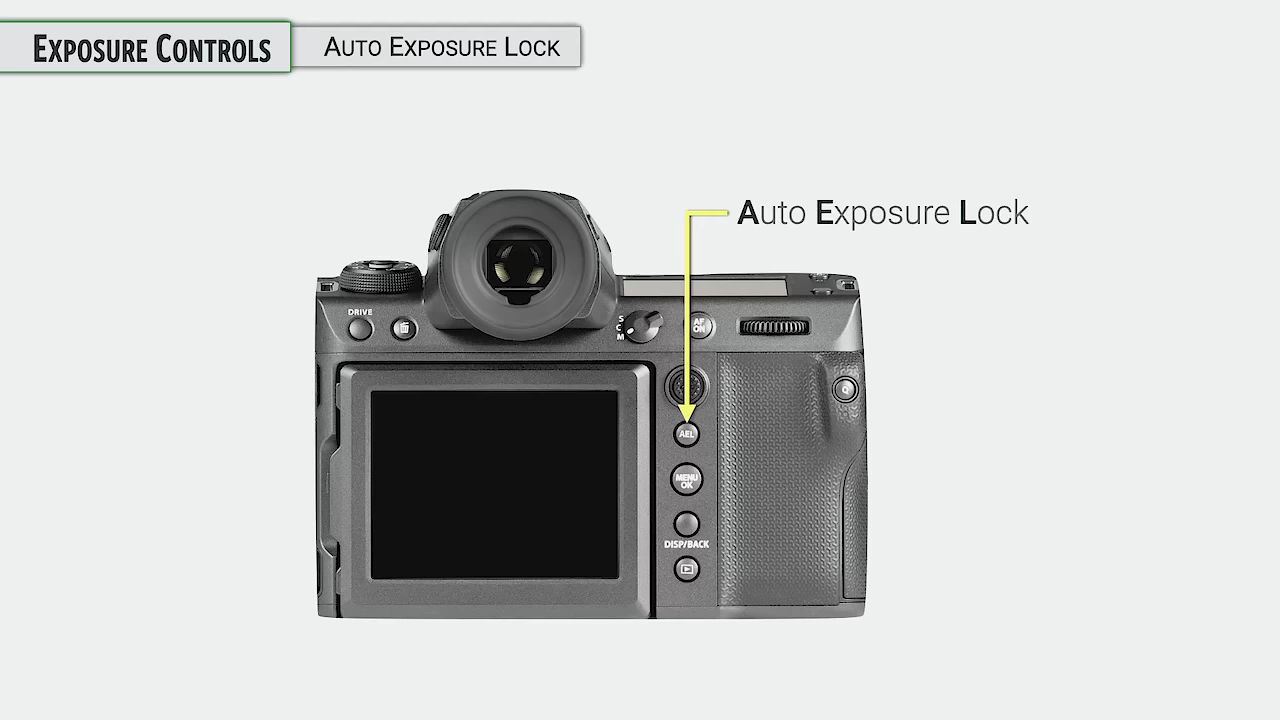 Exposure Controls
Auto Exposure Lock
Auto Exposure Lock
DRIVE
S
C
M
AF
ON
Q
AEL
MENU
OK
DISP/BACK